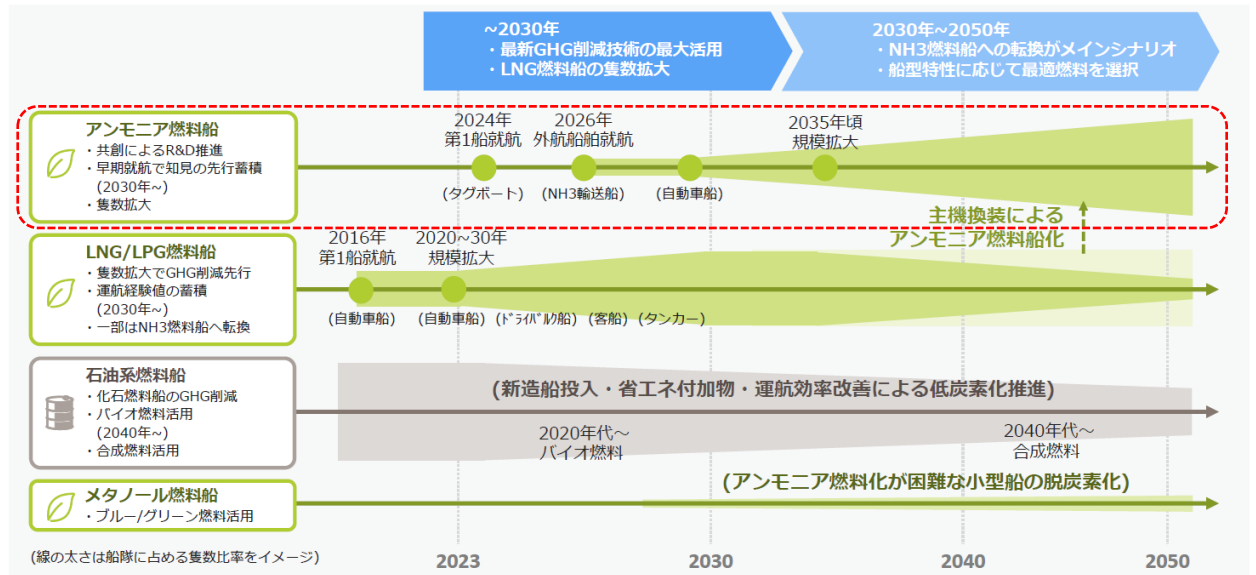 ~2030年
・最新GHG削減技術の最大活用
・LNG燃料船の隻数拡大
2030年~2050年
・NH3燃料船への転換がメインシナリオ
・船型特性に応じて最適燃料を選択
アンモニア燃料船
・共創によるR&D推進
・早期就航で知見の先行蓄積
(2030年~)
・隻数拡大
2024年
第1船就航
2026年
外航船舶就航
2035年頃
規模拡大
(タグボート)
(NH3輸送船)
(自動車船)
主機換装による
アンモニア燃料船化
LNG/LPG燃料船
・隻数拡大でGHG削減先行
・運航経験値の蓄積
(2030年~)
・一部はNH3燃料船へ転換
2016年
第1船就航
2020~30年
規模拡大
(自動車船)
(自動車船)
(ﾄﾞﾗｲﾊﾞﾙｸ船)
(客船)
(タンカー)
石油系燃料船
・化石燃料船のGHG削減
・バイオ燃料活用
(2040年~)
・合成燃料活用
(新造船投入・省エネ付加物・運航効率改善による低炭素化推進)
2020年代～
バイオ燃料
2040年代～
合成燃料
メタノール燃料船
・ブルー/グリーン燃料活用
(アンモニア燃料化が困難な小型船の脱炭素化)
(線の太さは船隊に占める隻数比率をイメージ)
2023
2030
2040
2050